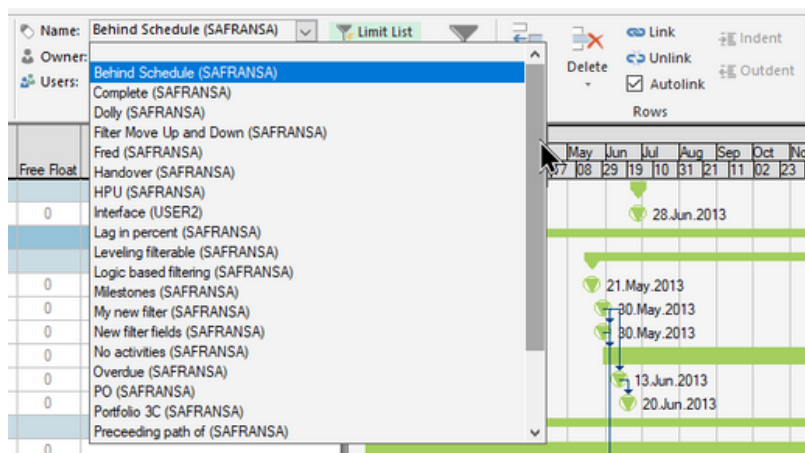 Name: Behind Schedule (SAFRANSA) Limit List
Owner:
Users:
Delete
Link
Unlink
Autolink
Indent
Outdent
Rows
Behind Schedule (SAFRANSA)
Complete (SAFRANSA)
Dolly (SAFRANSA)
Filter Move Up and Down (SAFRANSA)
Fred (SAFRANSA)
Handover (SAFRANSA)
HPU (SAFRANSA)
Interface (USER2)
Lag in percent (SAFRANSA)
Leveling filterable (SAFRANSA)
Logic based filtering (SAFRANSA)
Milestones (SAFRANSA)
My new filter (SAFRANSA)
New filter fields (SAFRANSA)
No activities (SAFRANSA)
Overdue (SAFRANSA)
PO (SAFRANSA)
Portfolio 3C (SAFRANSA)
Preceeding path of (SAFRANSA)
Free Float
0
0
0
0
0
0
0
May Jun Jul Aug Sep Oct
08 29 19 10 31 21 11 02 23
28.Jun.2013
21.May.2013
30.May.2013
30.May.2013
13.Jun.2013
20.Jun.2013